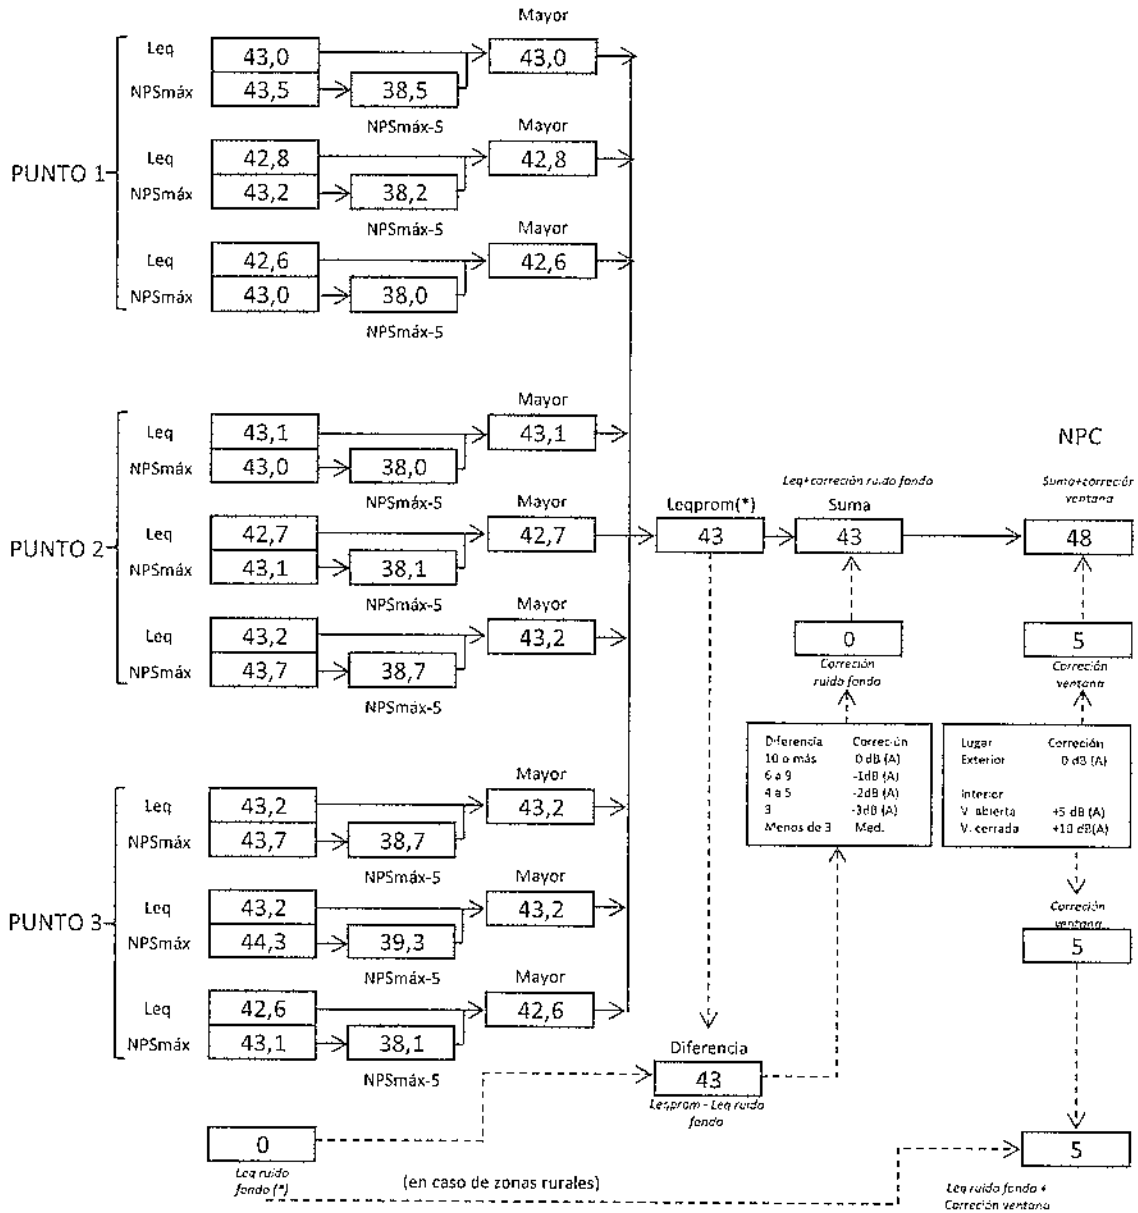 Mayor
Leq 43,0 43,0
NPSmáx 43,5 38,5
NPSmáx-5 Mayor
PUNTO 1
Leq 42,8 42,8
NPSmáx 43,2 38,2
NPSmáx-5 Mayor
Leq 42,6 42,6
NPSmáx 43,0 38,0
NPSmáx-5
Mayor
Leq 43,1 43,1
NPSmáx 43,0 38,0
NPSmáx-5 Mayor
PUNTO 2
Leq 42,7 42,7
NPSmáx 43,1 38,1
NPSmáx-5 Mayor
Leq 43,2 43,2
NPSmáx 43,7 38,7
NPSmáx-5
Mayor
Leq 43,2 43,2
NPSmáx 43,7 38,7
NPSmáx-5 Mayor
PUNTO 3
Leq 43,2 43,2
NPSmáx 44,3 39,3
NPSmáx-5 Mayor
Leq 42,6 42,6
NPSmáx 43,1 38,1
NPSmáx-5
0
Leq ruido
fondo (*)
(en caso de zonas rurales)
Leqprom(*)
43
Diferencia
43
Leqprom - Leq ruido
fondo
Leq+correción ruido fondo
Suma
43
0
Correción
ruido fondo
Diferencia Correción
10 o más 0 dB (A)
6 a 9 -1dB (A)
4 a 5 -2dB (A)
3 -3dB (A)
Menos de 3 Med.
NPC
Suma+correción
ventana
48
5
Correción
ventana
Lugar Correción
Exterior 0 dB (A)
Interior
V. abierta +5 dB (A)
V. cerrada +10 dB(A)
Correción
ventana
5
5
Leq ruido fondo +
Correción ventana